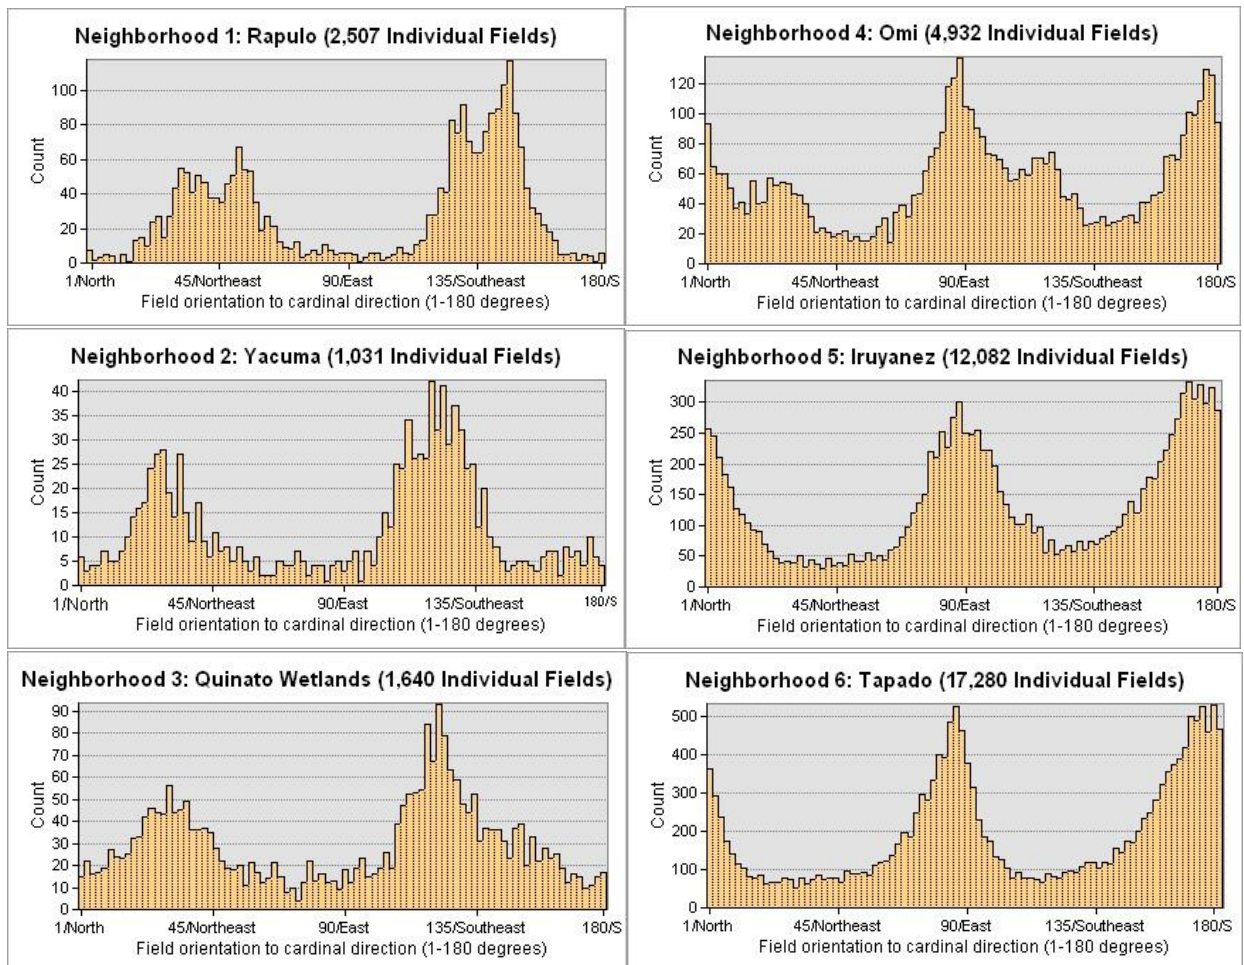 Neighborhood 1: Rapulo (2,507 Individual Fields)
100
80
60
40
20
0
Count
1/North 45/Northeast 90/East 135/Southeast 180/S
Field orientation to cardinal direction (1-180 degrees)
Neighborhood 2: Yacuma (1,031 Individual Fields)
40
35
30
25
20
15
10
5
0
Count
1/North 45/Northeast 90/East 135/Southeast 180/S
Field orientation to cardinal direction (1-180 degrees)
Neighborhood 3: Quinato Wetlands (1,640 Individual Fields)
90
80
70
60
50
40
30
20
10
0
Count
1/North 45/Northeast 90/East 135/Southeast 180/S
Field orientation to cardinal direction (1-180 degrees)
Neighborhood 4: Omi (4,932 Individual Fields)
120
100
80
60
40
20
0
Count
1/North 45/Northeast 90/East 135/Southeast 180/S
Field orientation to cardinal direction (1-180 degrees)
Neighborhood 5: Iruyanez (12,082 Individual Fields)
300
250
200
150
100
50
0
Count
1/North 45/Northeast 90/East 135/Southeast 180/S
Field orientation to cardinal direction (1-180 degrees)
Neighborhood 6: Tapado (17,280 Individual Fields)
500
400
300
200
100
0
Count
1/North 45/Northeast 90/East 135/Southeast 180/S
Field orientation to cardinal direction (1-180 degrees)